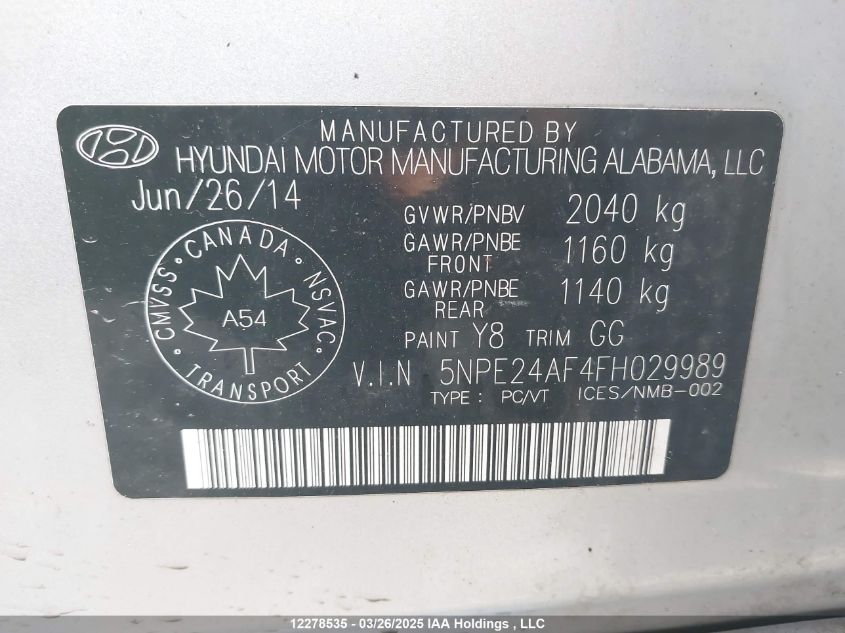 MANUFACTURED BY
HYUNDAI MOTOR MANUFACTURING ALABAMA, LLC
Jun/26/14
GVWR/PNBV 2040 kg
GAWR/PNBE FRONT 1160 kg
GAWR/PNBE REAR 1140 kg
PAINT Y8 TRIM GG
CANADA
CMVSS NSVAC
A54
TRANSPORT
V.I.N 5NPE24AF4FH029989
TYPE : PC/VT ICES/NMB-002
12278535 - 03/26/2025 IAA Holdings , LLC